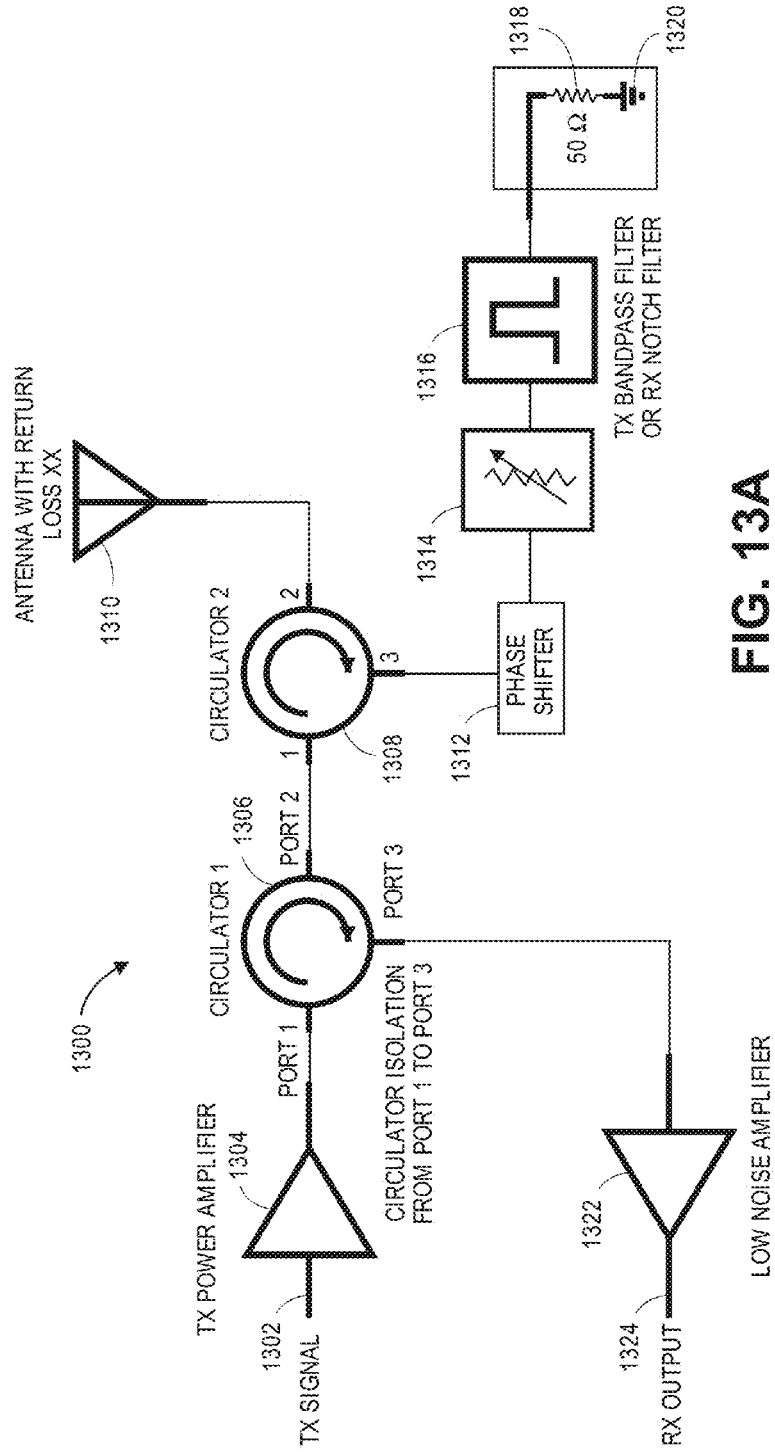 1300
ANTENNA WITH RETURN
LOSS XX
1310
TX POWER AMPLIFIER
1304
1302
TX SIGNAL
CIRCULATOR 1
1306
PORT 1
PORT 2
PORT 3
CIRCULATOR ISOLATION
FROM PORT 1 TO PORT 3
CIRCULATOR 2
1
2
3
1308
PHASE
SHIFTER
1312
1314
1316
TX BANDPASS FILTER
OR RX NOTCH FILTER
50 Ω
1318
1320
1322
1324
RX OUTPUT
LOW NOISE AMPLIFIER
FIG. 13A